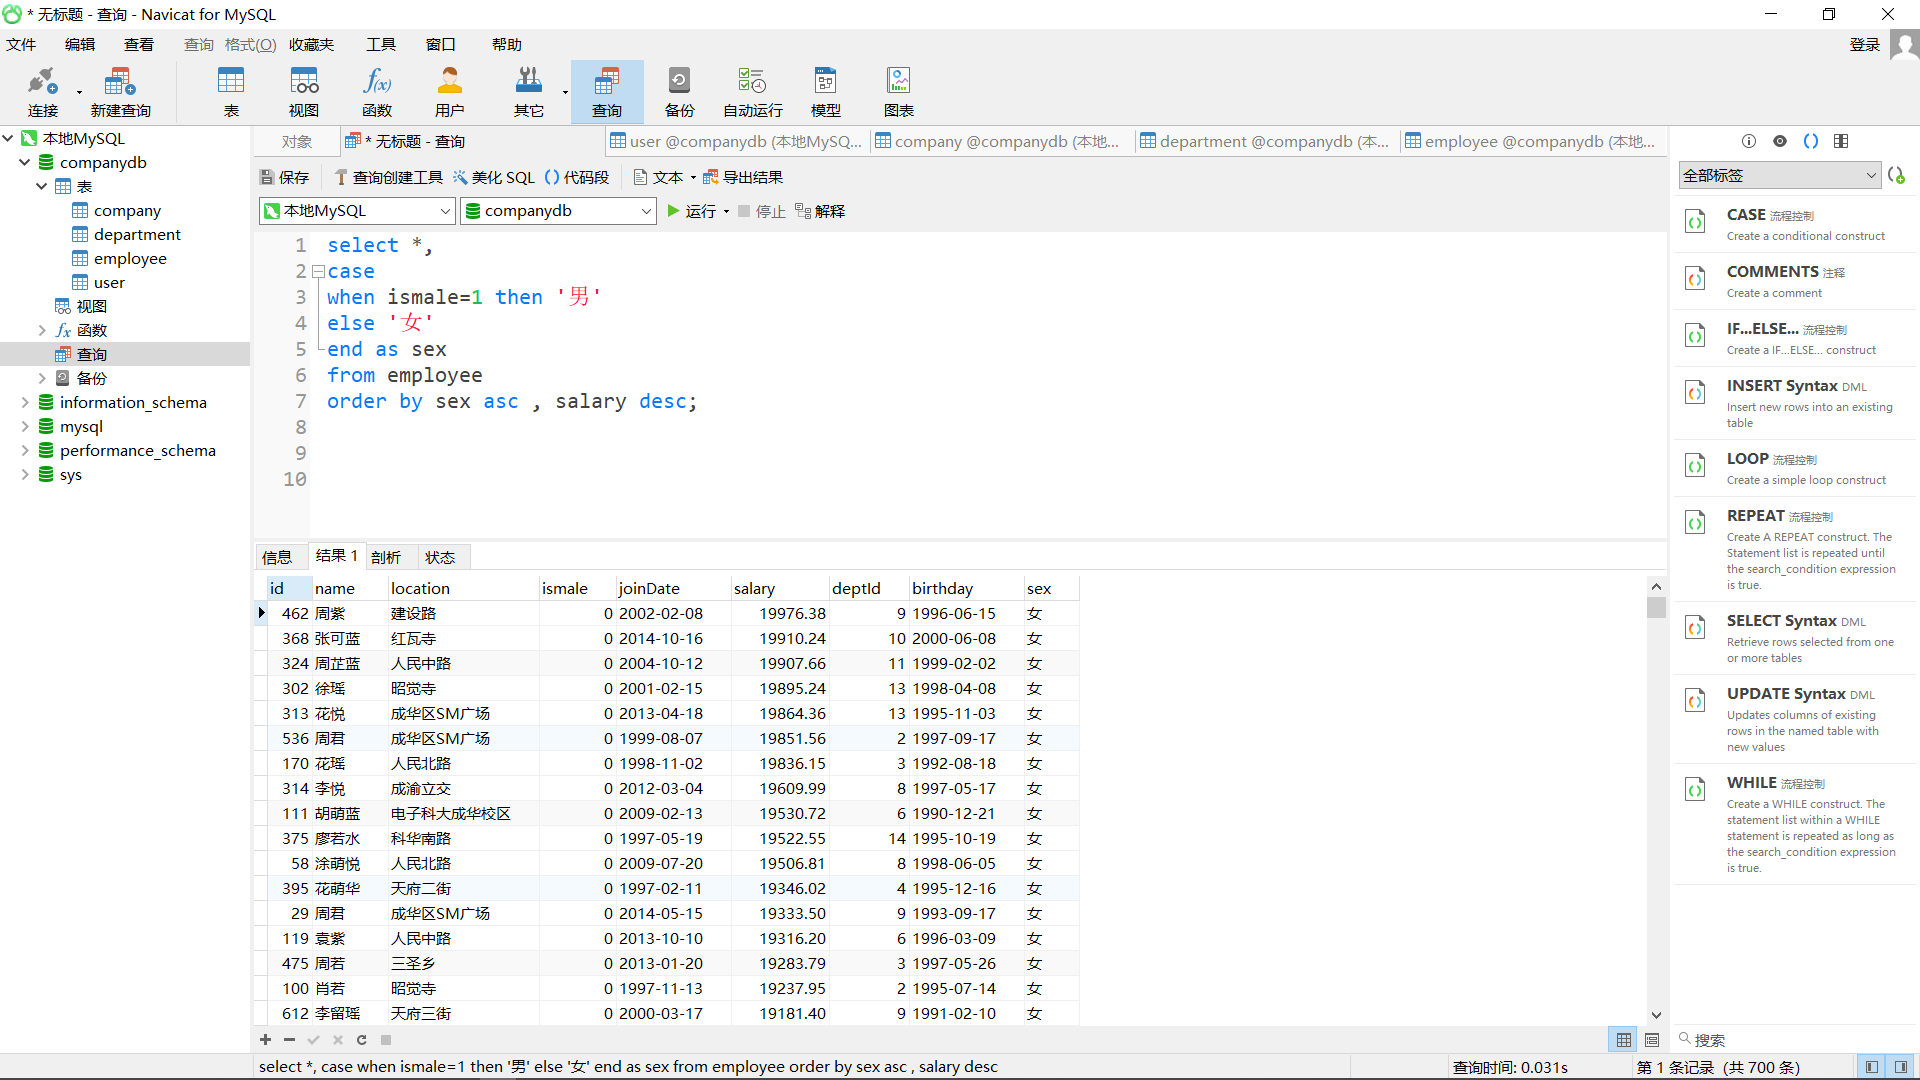 * 无标题 - 查询 - Navicat for MySQL
文件 编辑 查看 查询 格式(O) 收藏夹 工具 窗口 帮助 登录
连接 新建查询 表 视图 函数 用户 其它 查询 备份 自动运行 模型 图表
本地MySQL
companydb
表
company
department
employee
user
视图
函数
查询
备份
information_schema
mysql
performance_schema
sys
对象 * 无标题 - 查询 user @companydb (本地MySQ... company @companydb (本地... department @companydb (本... employee @companydb (本地...
保存 查询创建工具 美化 SQL 代码段 文本 导出结果
本地MySQL companydb 运行 停止 解释
1 select *,
2 case
3 when ismale=1 then '男'
4 else '女'
5 end as sex
6 from employee
7 order by sex asc , salary desc;
8
9
10
信息 结果 1 剖析 状态
id name location ismale joinDate salary deptId birthday sex
462 周紫 建设路 0 2002-02-08 19976.38 9 1996-06-15 女
368 张可蓝 红瓦寺 0 2014-10-16 19910.24 10 2000-06-08 女
324 周芷蓝 人民中路 0 2004-10-12 19907.66 11 1999-02-02 女
302 徐瑶 昭觉寺 0 2001-02-15 19895.24 13 1998-04-08 女
313 花悦 成华区SM广场 0 2013-04-18 19864.36 13 1995-11-03 女
536 周君 成华区SM广场 0 1999-08-07 19851.56 2 1997-09-17 女
170 花瑶 人民北路 0 1998-11-02 19836.15 3 1992-08-18 女
314 李悦 成渝立交 0 2012-03-04 19609.99 8 1997-05-17 女
111 胡萌蓝 电子科大成华校区 0 2009-02-13 19530.72 6 1990-12-21 女
375 廖若水 科华南路 0 1997-05-19 19522.55 14 1995-10-19 女
58 涂萌悦 人民北路 0 2009-07-20 19506.81 8 1998-06-05 女
395 花萌华 天府二街 0 1997-02-11 19346.02 4 1995-12-16 女
29 周君 成华区SM广场 0 2014-05-15 19333.50 9 1993-09-17 女
119 袁紫 人民中路 0 2013-10-10 19316.20 6 1996-03-09 女
475 周若 三圣乡 0 2013-01-20 19283.79 3 1997-05-26 女
100 肖若 昭觉寺 0 1997-11-13 19237.95 2 1995-07-14 女
612 李留瑶 天府三街 0 2000-03-17 19181.40 9 1991-02-10 女
全部标签
CASE 流程控制
Create a conditional construct
COMMENTS 注释
Create a comment
IF...ELSE... 流程控制
Create a IF...ELSE... construct
INSERT Syntax DML
Insert new rows into an existing
table
LOOP 流程控制
Create a simple loop construct
REPEAT 流程控制
Create A REPEAT construct. The
Statement list is repeated until
the search_condition expression
is true.
SELECT Syntax DML
Retrieve rows selected from one
or more tables
UPDATE Syntax DML
Updates columns of existing
rows in the named table with
new values
WHILE 流程控制
Create a WHILE construct. The
statement list within a WHILE
statement is repeated as long as
the search_condition expression
is true.
搜索
select *, case when ismale=1 then '男' else '女' end as sex from employee order by sex asc , salary desc 查询时间: 0.031s 第 1 条记录 (共 700 条)